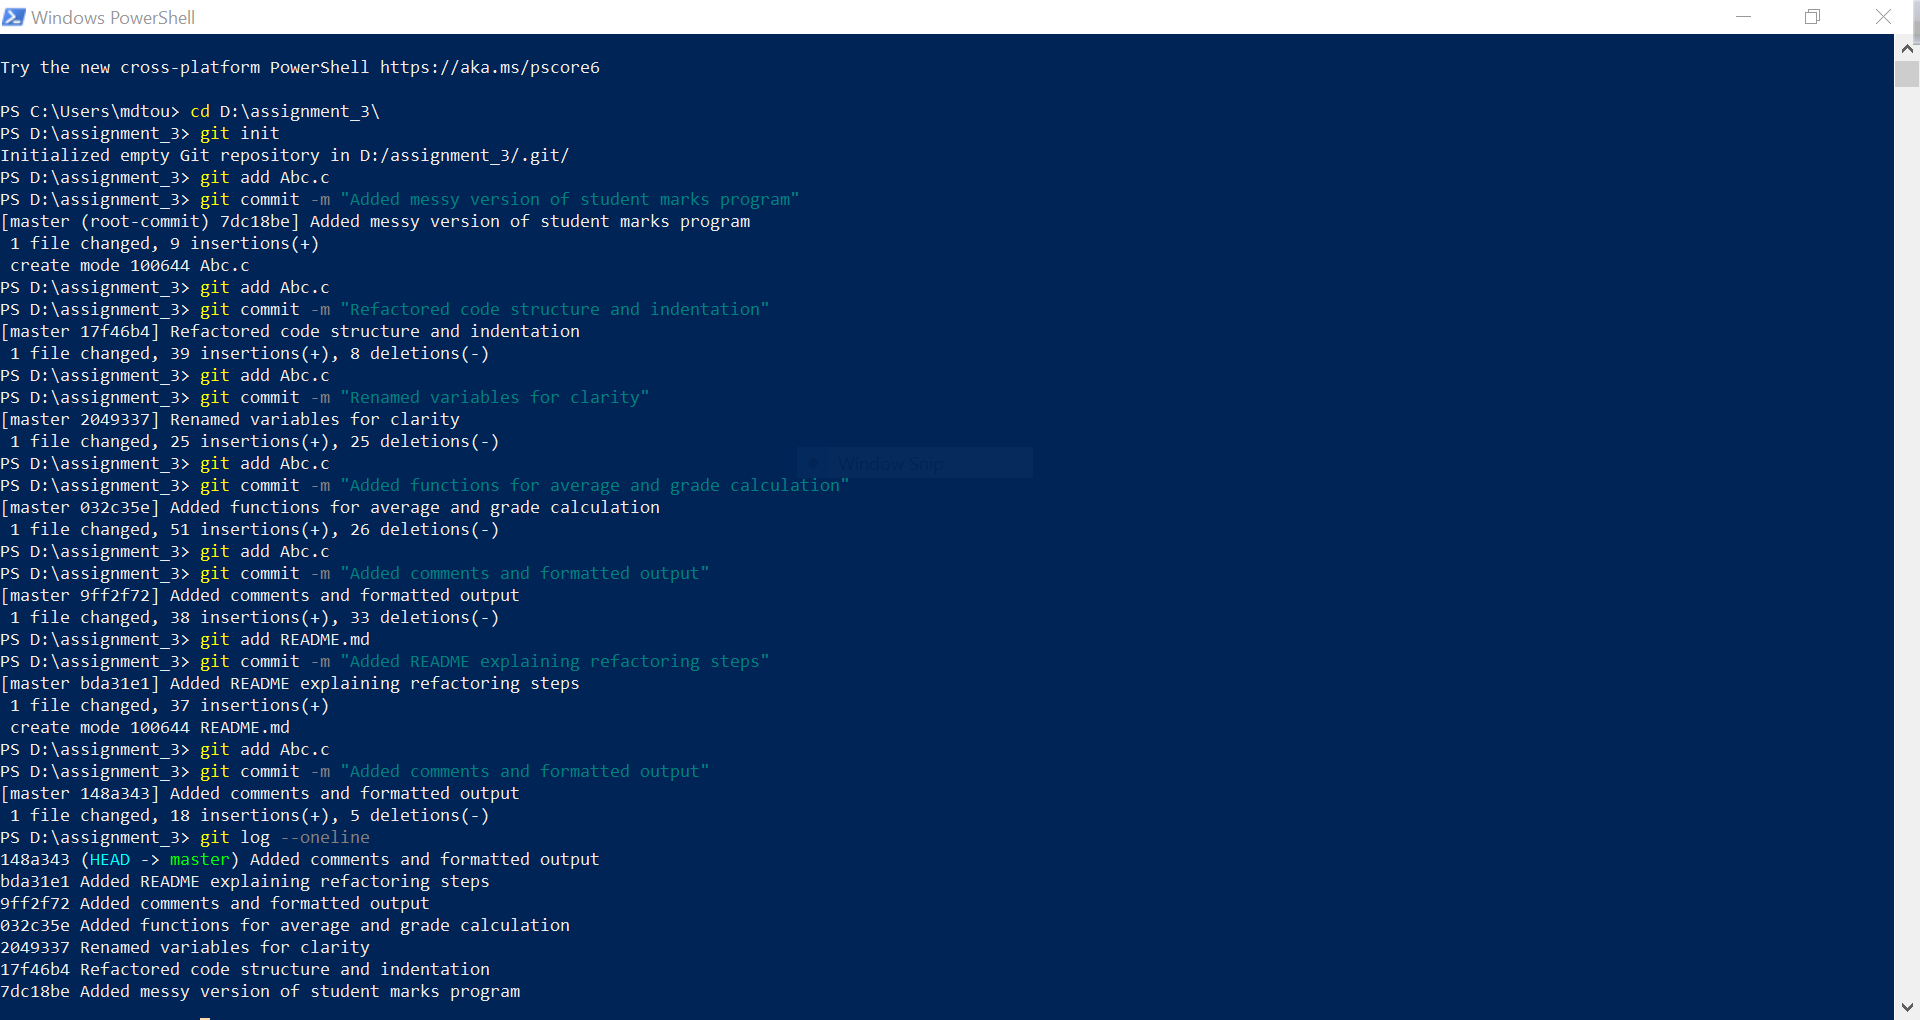 Windows PowerShell
Try the new cross-platform PowerShell https://aka.ms/pscore6
PS C:\Users\mdtou> cd D:\assignment_3\
PS D:\assignment_3> git init
Initialized empty Git repository in D:/assignment_3/.git/
PS D:\assignment_3> git add Abc.c
PS D:\assignment_3> git commit -m "Added messy version of student marks program"
[master (root-commit) 7dc18be] Added messy version of student marks program
 1 file changed, 9 insertions(+)
 create mode 100644 Abc.c
PS D:\assignment_3> git add Abc.c
PS D:\assignment_3> git commit -m "Refactored code structure and indentation"
[master 17f46b4] Refactored code structure and indentation
 1 file changed, 39 insertions(+), 8 deletions(-)
PS D:\assignment_3> git add Abc.c
PS D:\assignment_3> git commit -m "Renamed variables for clarity"
[master 2049337] Renamed variables for clarity
 1 file changed, 25 insertions(+), 25 deletions(-)
PS D:\assignment_3> git add Abc.c
Window Snip
PS D:\assignment_3> git commit -m "Added functions for average and grade calculation"
[master 032c35e] Added functions for average and grade calculation
 1 file changed, 51 insertions(+), 26 deletions(-)
PS D:\assignment_3> git add Abc.c
PS D:\assignment_3> git commit -m "Added comments and formatted output"
[master 9ff2f72] Added comments and formatted output
 1 file changed, 38 insertions(+), 33 deletions(-)
PS D:\assignment_3> git add README.md
PS D:\assignment_3> git commit -m "Added README explaining refactoring steps"
[master bda31e1] Added README explaining refactoring steps
 1 file changed, 37 insertions(+)
 create mode 100644 README.md
PS D:\assignment_3> git add Abc.c
PS D:\assignment_3> git commit -m "Added comments and formatted output"
[master 148a343] Added comments and formatted output
 1 file changed, 18 insertions(+), 5 deletions(-)
PS D:\assignment_3> git log --oneline
148a343 (HEAD -> master) Added comments and formatted output
bda31e1 Added README explaining refactoring steps
9ff2f72 Added comments and formatted output
032c35e Added functions for average and grade calculation
2049337 Renamed variables for clarity
17f46b4 Refactored code structure and indentation
7dc18be Added messy version of student marks program